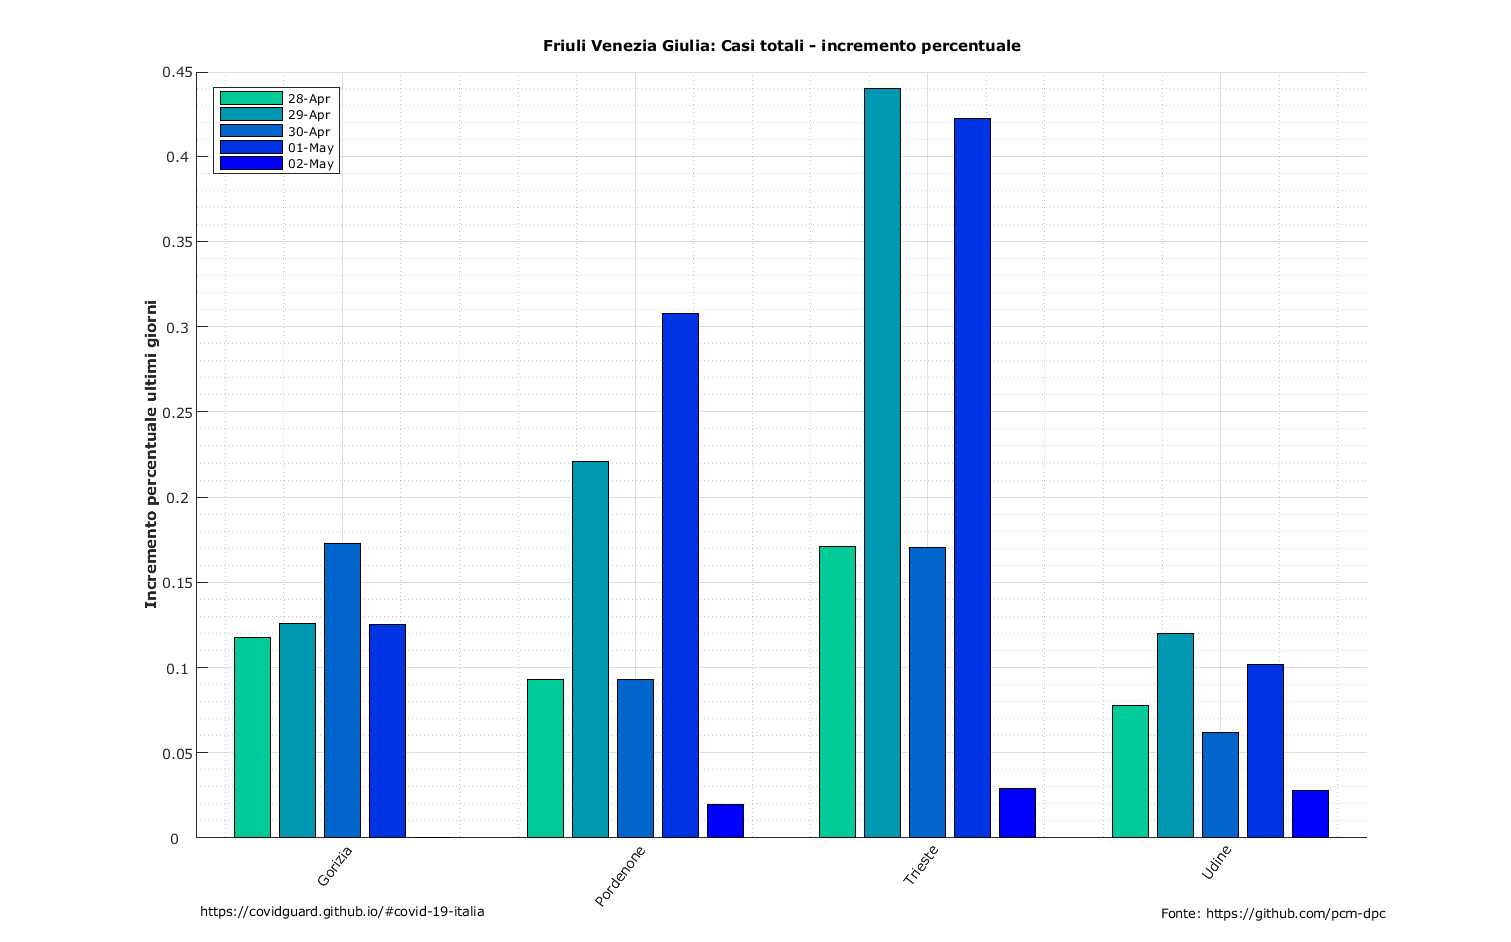 Friuli Venezia Giulia: Casi totali - incremento percentuale
0.45
0.4
0.35
0.3
0.25
0.2
0.15
0.1
0.05
0
Incremento percentuale ultimi giorni
28-Apr
29-Apr
30-Apr
01-May
02-May
Gorizia
Pordenone
Trieste
Udine
https://covidguard.github.io/#covid-19-italia
Fonte: https://github.com/pcm-dpc